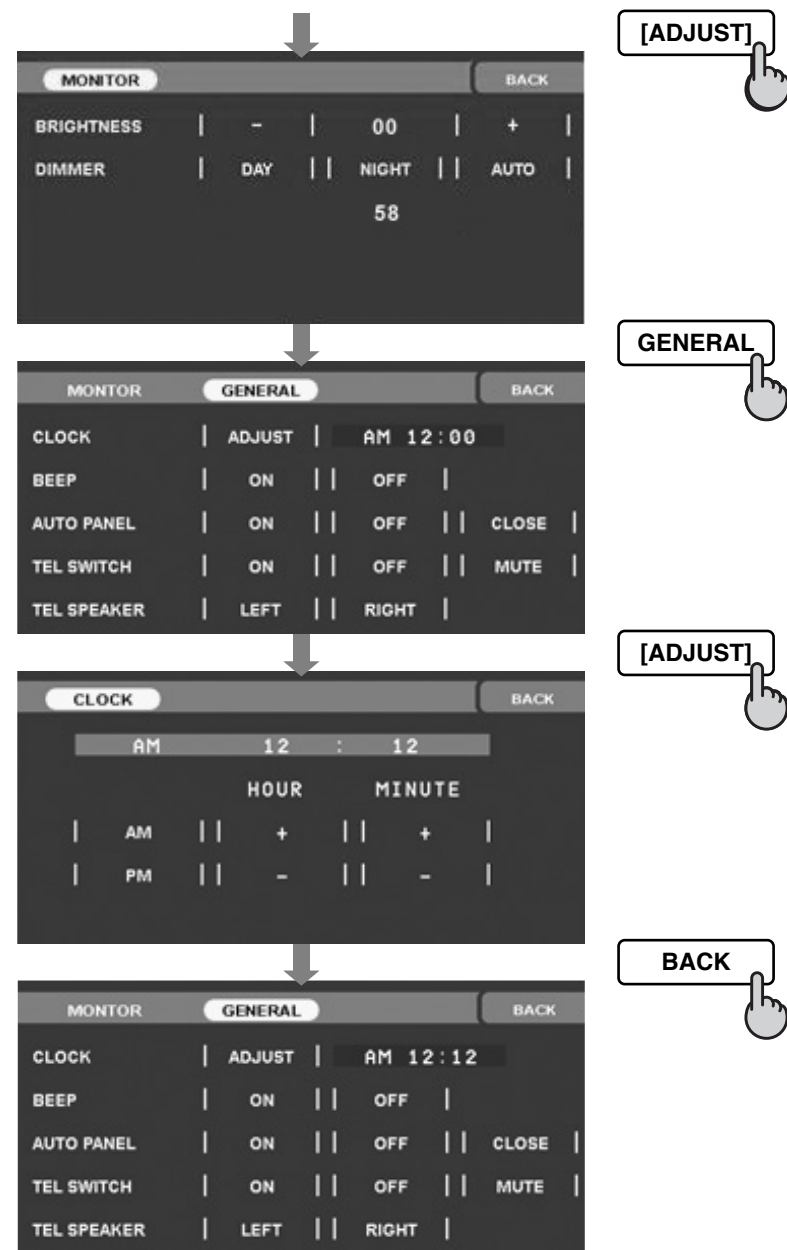 [ADJUST]
MONITOR BACK
BRIGHTNESS | - | 00 | + |
DIMMER | DAY | | NIGHT | | AUTO |
58
GENERAL
MONTOR GENERAL BACK
CLOCK | ADJUST | AM 12:00
BEEP | ON | | OFF |
AUTO PANEL | ON | | OFF | | CLOSE |
TEL SWITCH | ON | | OFF | | MUTE |
TEL SPEAKER | LEFT | | RIGHT |
[ADJUST]
CLOCK BACK
AM 12 : 12
HOUR MINUTE
| AM | | + | | + |
| PM | | - | | - |
BACK
MONTOR GENERAL BACK
CLOCK | ADJUST | AM 12:12
BEEP | ON | | OFF |
AUTO PANEL | ON | | OFF | | CLOSE |
TEL SWITCH | ON | | OFF | | MUTE |
TEL SPEAKER | LEFT | | RIGHT |